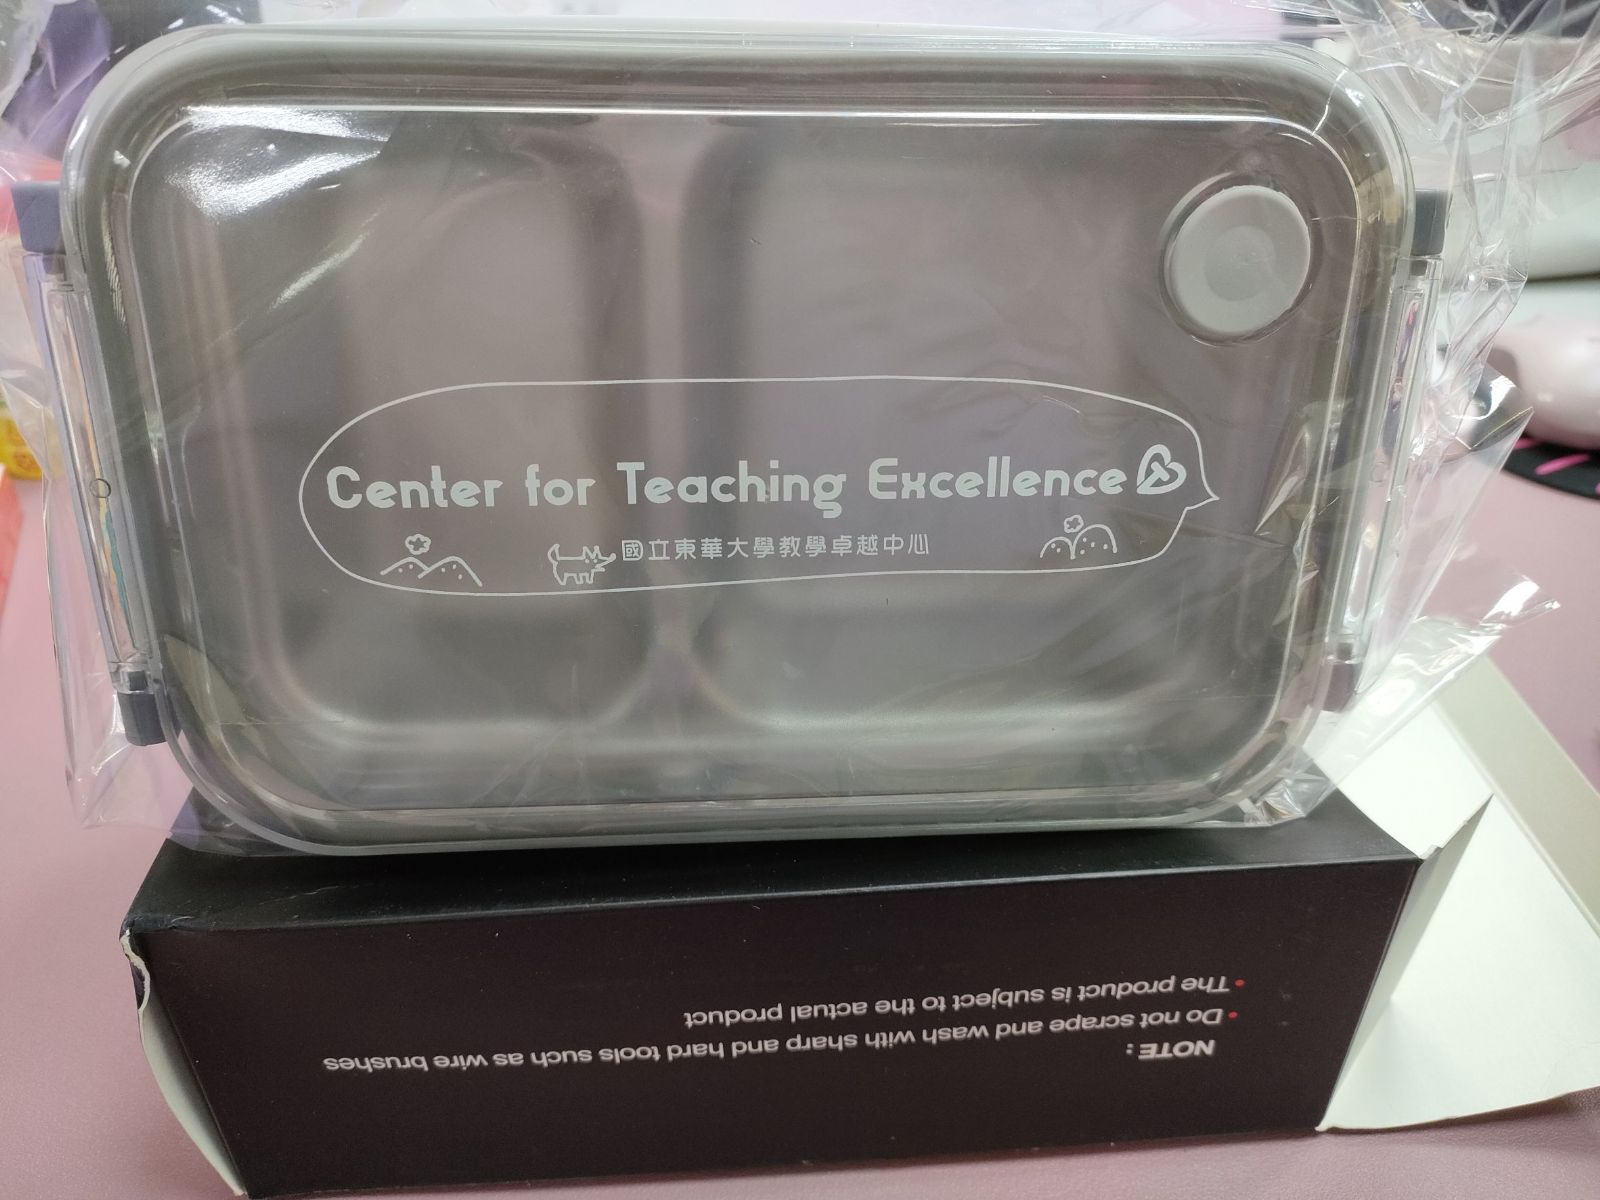 Center for Teaching Excellence
國立東華大學教學卓越中心
NOTE:
• Do not scrape and wash with sharp and hard tools such as wire brushes
• The product is subject to the actual product